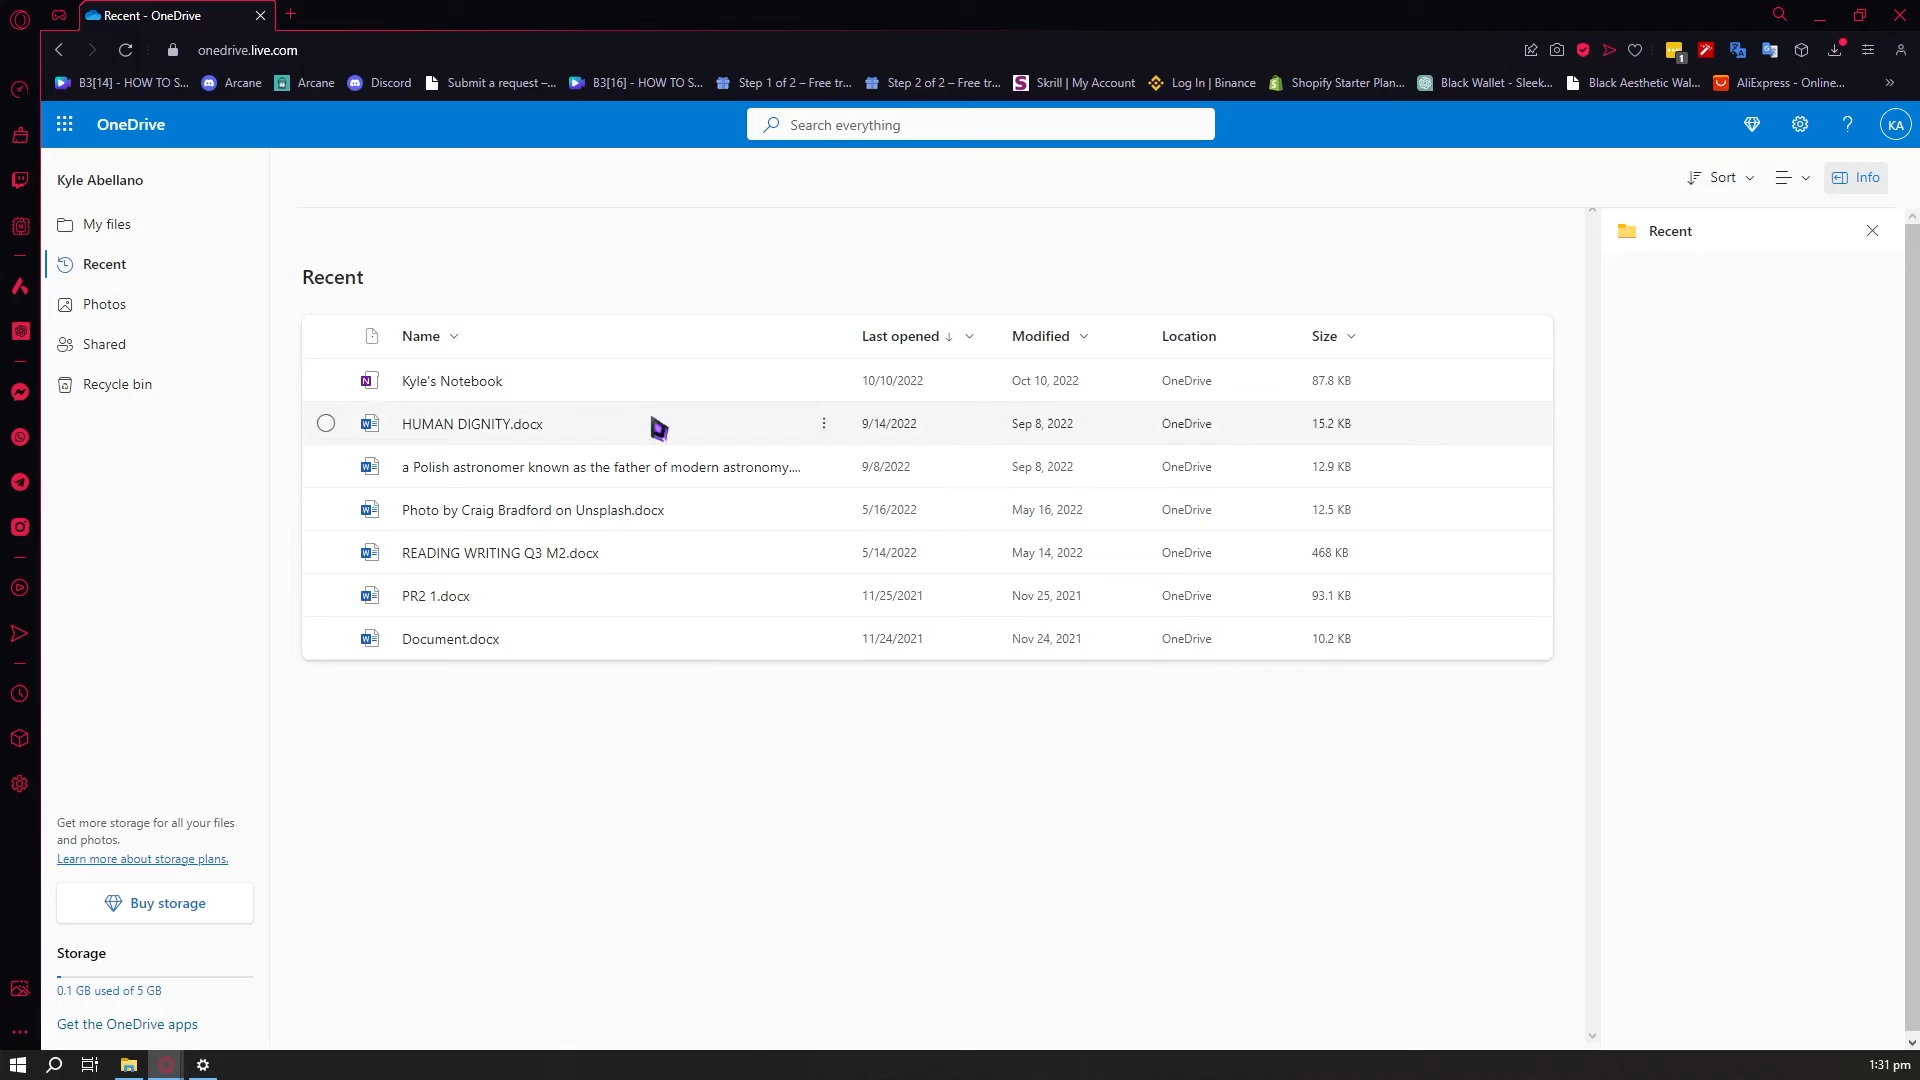 Recent - OneDrive
onedrive.live.com
1
B3[14] - HOW TO S...
Arcane
Arcane
Discord
Submit a request –...
B3[16] - HOW TO S...
Step 1 of 2 – Free tr...
Step 2 of 2 – Free tr...
Skrill | My Account
Log In | Binance
Shopify Starter Plan...
Black Wallet - Sleek...
Black Aesthetic Wal...
AliExpress - Online...
OneDrive
Search everything
KA
Kyle Abellano
Sort
Info
My files
Recent
Photos
Shared
Recycle bin
Recent
Recent
Name Last opened Modified Location Size
Kyle's Notebook 10/10/2022 Oct 10, 2022 OneDrive 87.8 KB
HUMAN DIGNITY.docx 9/14/2022 Sep 8, 2022 OneDrive 15.2 KB
a Polish astronomer known as the father of modern astronomy.... 9/8/2022 Sep 8, 2022 OneDrive 12.9 KB
Photo by Craig Bradford on Unsplash.docx 5/16/2022 May 16, 2022 OneDrive 12.5 KB
READING WRITING Q3 M2.docx 5/14/2022 May 14, 2022 OneDrive 468 KB
PR2 1.docx 11/25/2021 Nov 25, 2021 OneDrive 93.1 KB
Document.docx 11/24/2021 Nov 24, 2021 OneDrive 10.2 KB
Get more storage for all your files
and photos.
Learn more about storage plans.
Buy storage
Storage
0.1 GB used of 5 GB
Get the OneDrive apps
1:31 pm